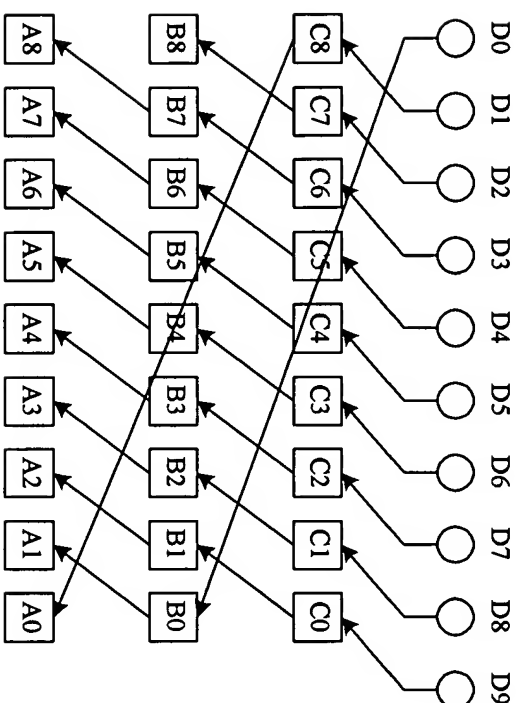 D0 D1 D2 D3 D4 D5 D6 D7 D8 D9
C8 C7 C6 C5 C4 C3 C2 C1 C0
B8 B7 B6 B5 B4 B3 B2 B1 B0
A8 A7 A6 A5 A4 A3 A2 A1 A0